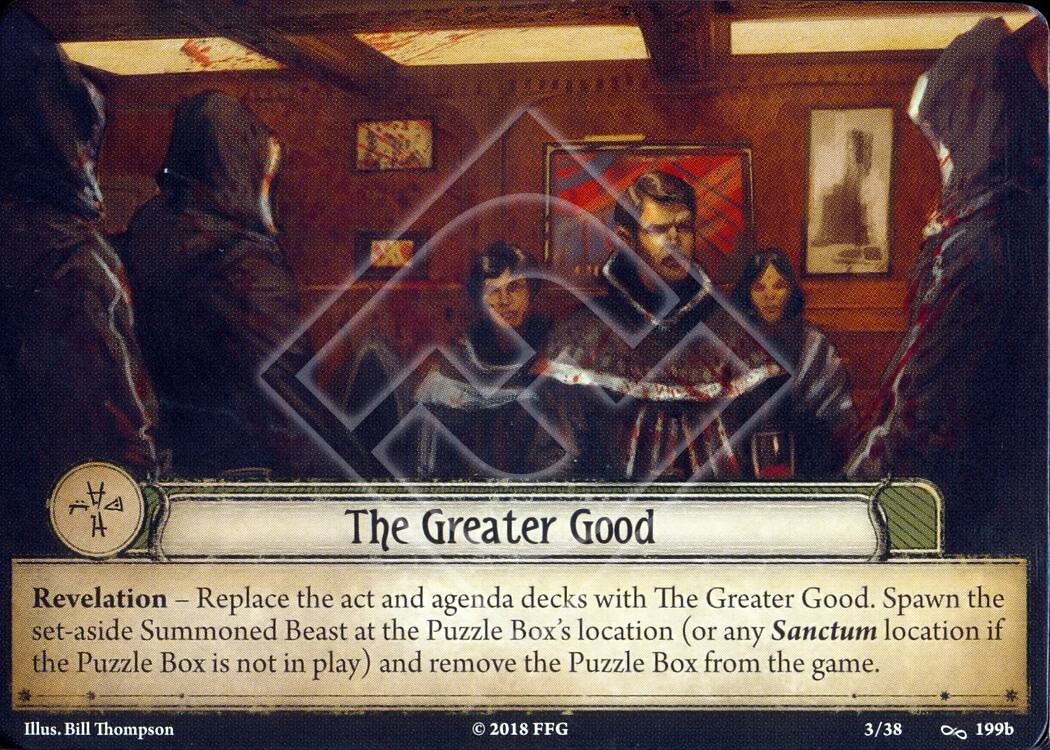 The Greater Good
Revelation – Replace the act and agenda decks with The Greater Good. Spawn the
set-aside Summoned Beast at the Puzzle Box's location (or any Sanctum location if
the Puzzle Box is not in play) and remove the Puzzle Box from the game.
Illus. Bill Thompson © 2018 FFG 3/38 199b